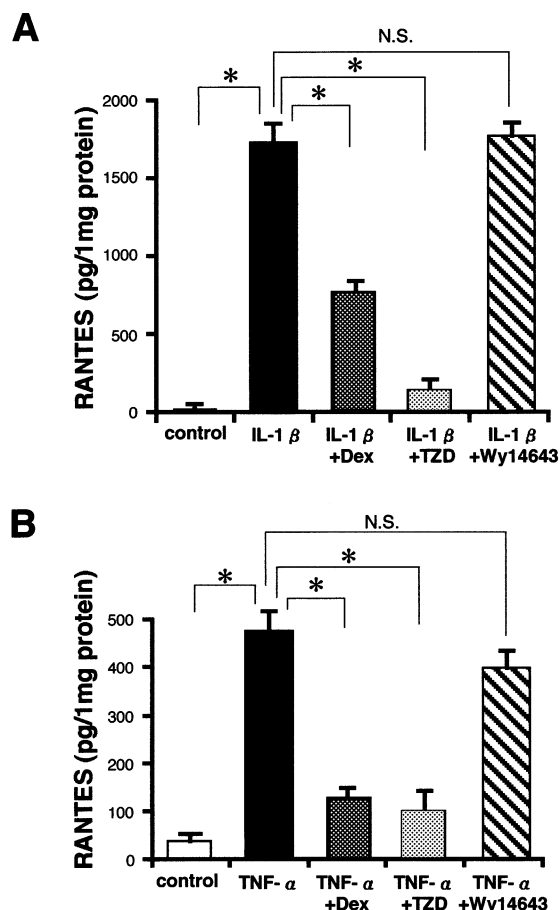 A
N.S.
*
*
*
RANTES (pg/1mg protein)
2000
1500
1000
500
0
control IL-1 β IL-1 β IL-1 β IL-1 β
+Dex +TZD +Wy14643
B
N.S.
*
*
*
RANTES (pg/1mg protein)
500
400
300
200
100
0
control TNF- α TNF- α TNF- α TNF- α
+Dex +TZD +Wy14643